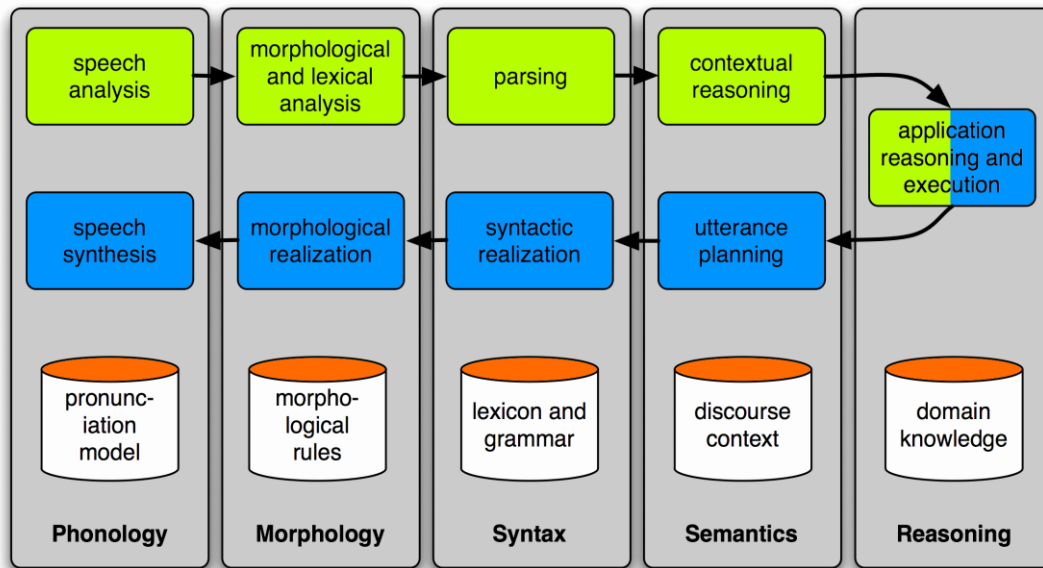 speech
analysis
morphological
and lexical
analysis
parsing
contextual
reasoning
application
reasoning and
execution
speech
synthesis
morphological
realization
syntactic
realization
utterance
planning
pronunc-
iation
model
morpho-
logical
rules
lexicon and
grammar
discourse
context
domain
knowledge
Phonology
Morphology
Syntax
Semantics
Reasoning